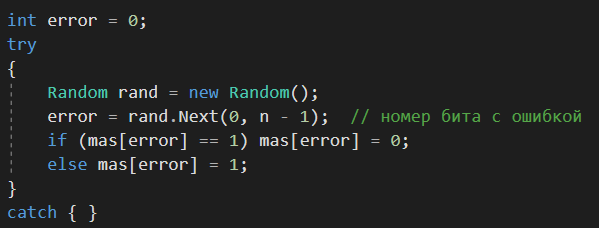 int error = 0;
try
{
Random rand = new Random();
error = rand.Next(0, n - 1);  // номер бита с ошибкой
if (mas[error] == 1) mas[error] = 0;
else mas[error] = 1;
}
catch { }